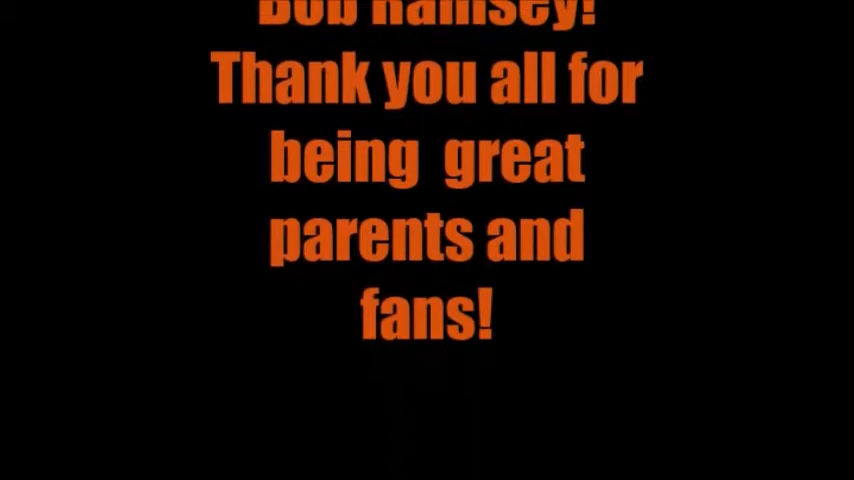 Bob Ramsey!
Thank you all for
being  great
parents and
fans!